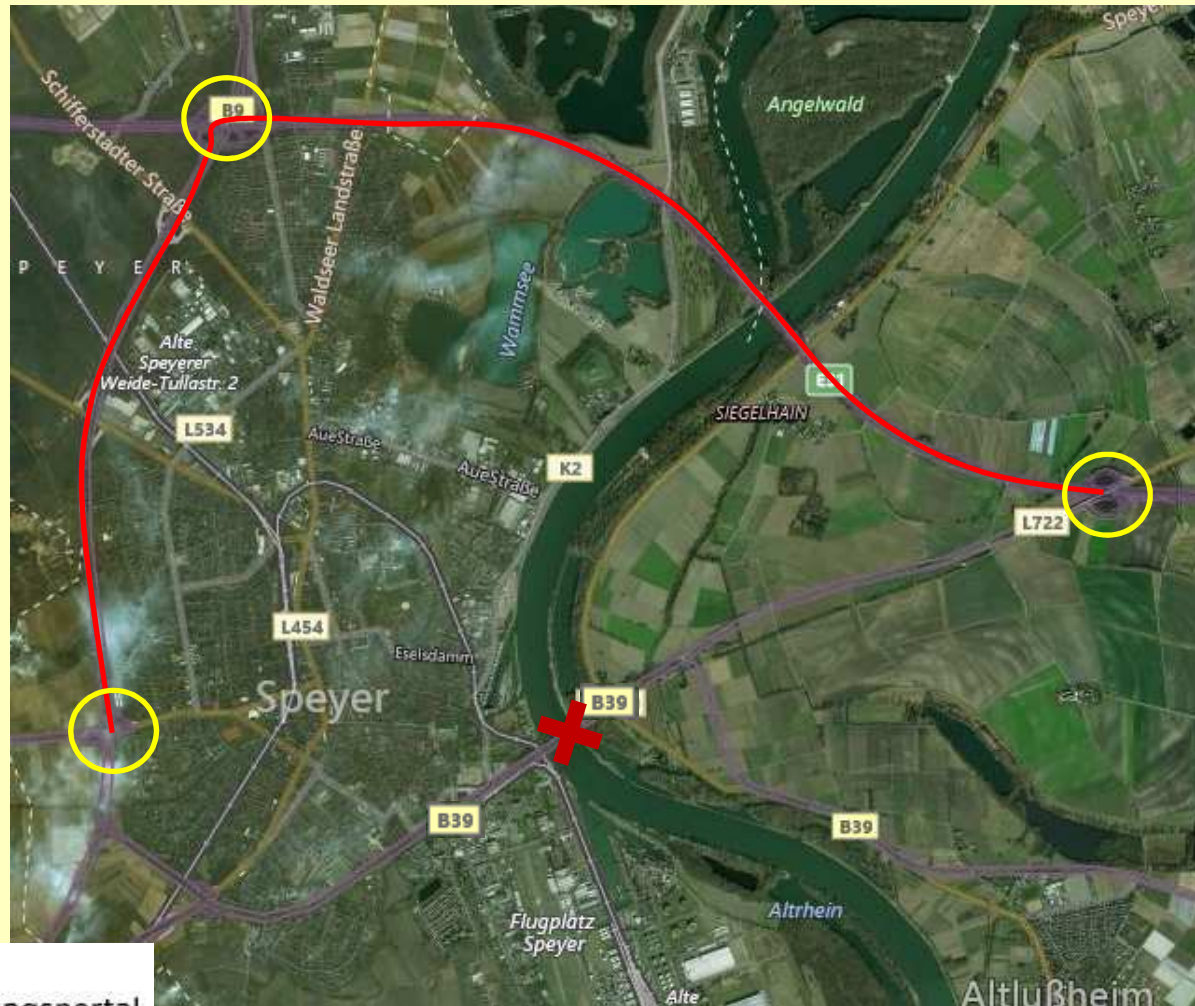 Speyer
Angelwald
B9
Schifferstadter Straße
Waldseer Landstraße
P E Y E R
Wammsee
Alte
Speyerer
Weide-Tullastr. 2
SIEGELHAIN
L534
AueStraße
AueStraße
K2
L722
L454
Eselsdamm
Speyer
B39
B39
B39
Flugplatz
Speyer
Altrhein
Alte
Altlußheim